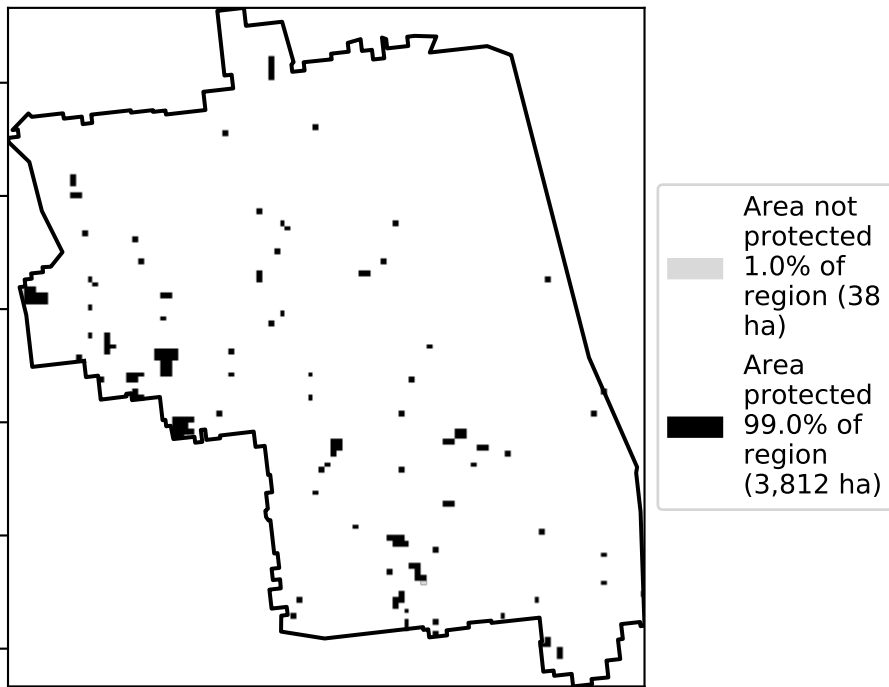 Area not
protected
1.0% of
region (38
ha)
Area
protected
99.0% of
region
(3,812 ha)